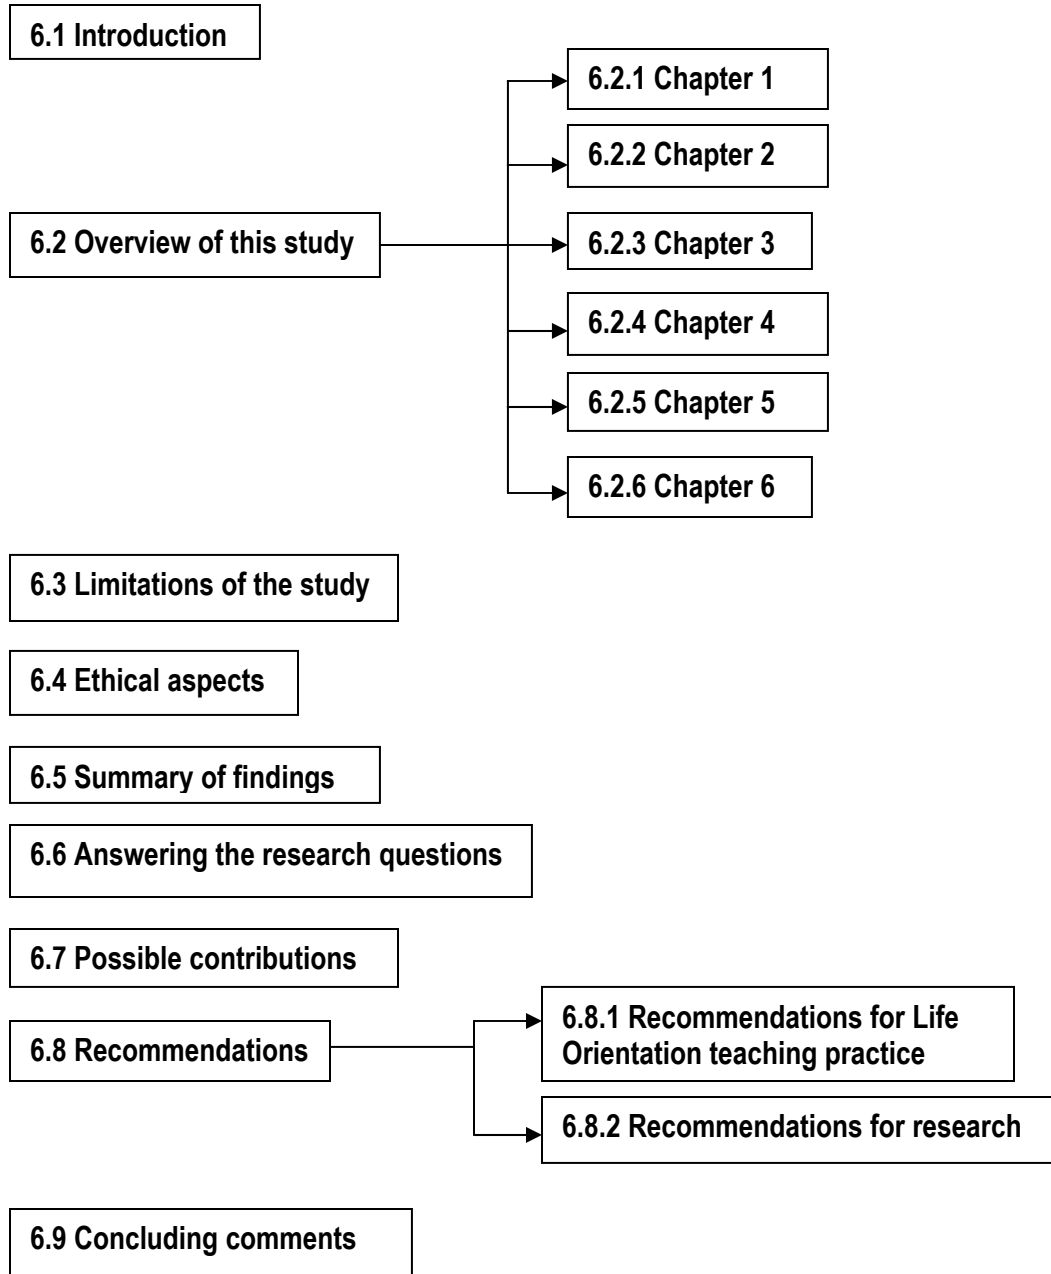 6.1 Introduction
6.2 Overview of this study
6.2.1 Chapter 1
6.2.2 Chapter 2
6.2.3 Chapter 3
6.2.4 Chapter 4
6.2.5 Chapter 5
6.2.6 Chapter 6
6.3 Limitations of the study
6.4 Ethical aspects
6.5 Summary of findings
6.6 Answering the research questions
6.7 Possible contributions
6.8 Recommendations
6.8.1 Recommendations for Life
Orientation teaching practice
6.8.2 Recommendations for research
6.9 Concluding comments